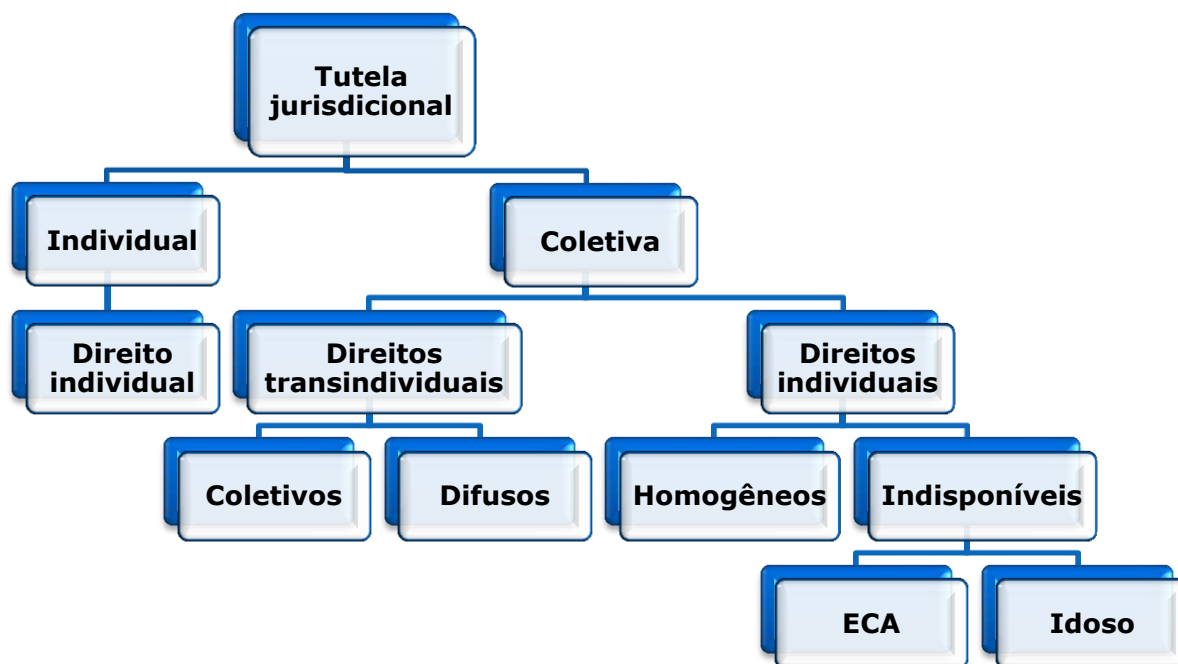 Tutela
jurisdicional
Individual
Coletiva
Direito
individual
Direitos
transindividuais
Direitos
individuais
Coletivos
Difusos
Homogêneos
Indisponíveis
ECA
Idoso